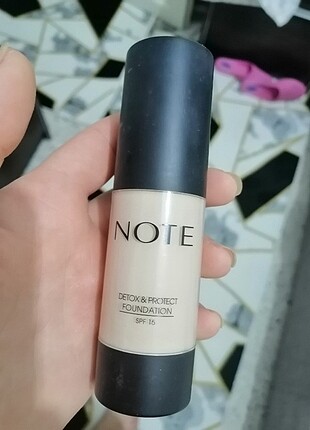 NOTE
DETOX & PROTECT
FOUNDATION
SPF 15